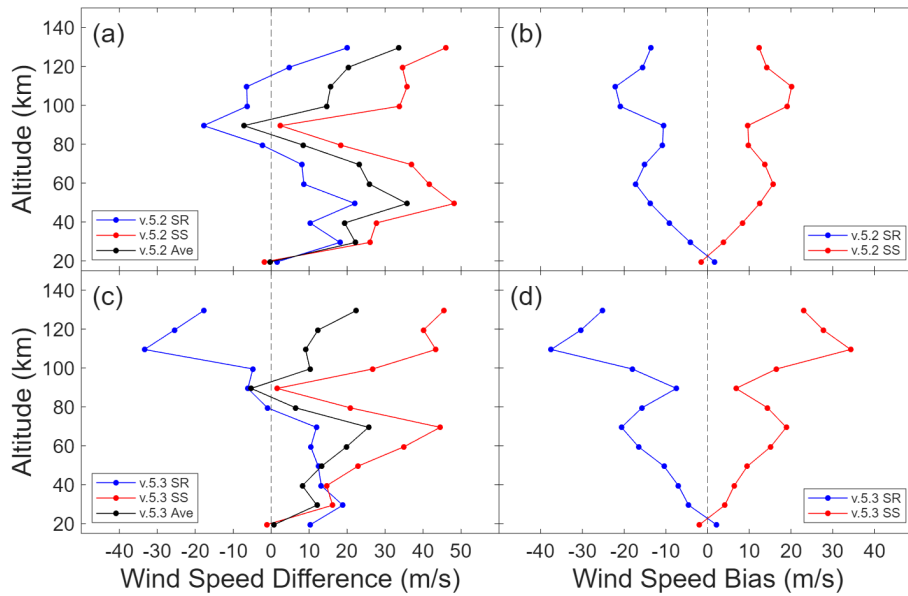 (a)
(b)
140
120
100
80
60
40
20
Altitude (km)
v.5.2 SR
v.5.2 SS
v.5.2 Ave
v.5.2 SR
v.5.2 SS
(c)
(d)
140
120
100
80
60
40
20
Altitude (km)
v.5.3 SR
v.5.3 SS
v.5.3 Ave
v.5.3 SR
v.5.3 SS
-40 -30 -20 -10 0 10 20 30 40 50
-40 -30 -20 -10 0 10 20 30 40
Wind Speed Difference (m/s)
Wind Speed Bias (m/s)